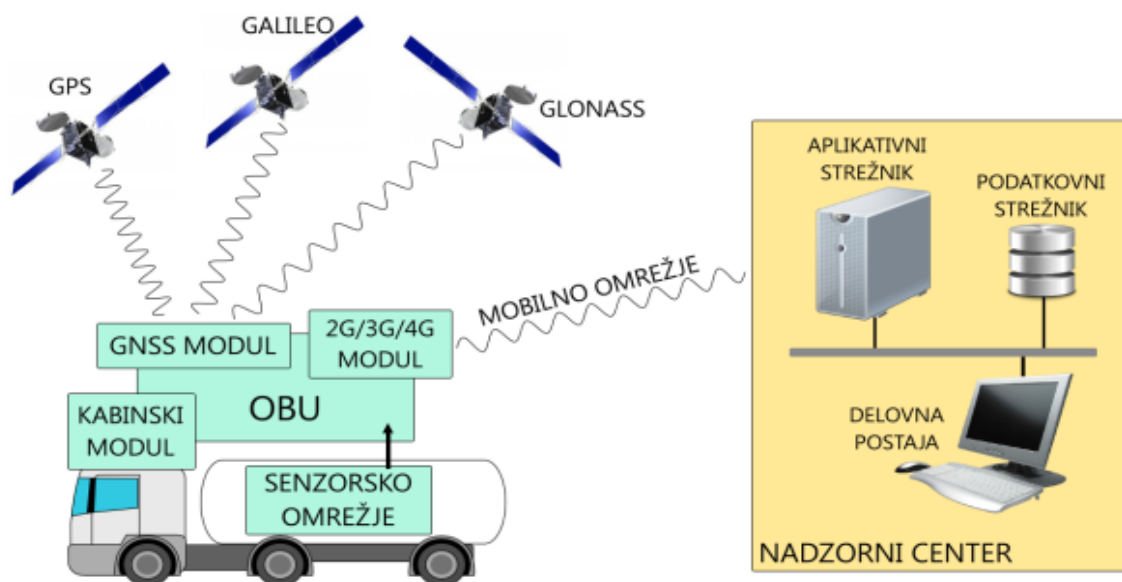 GALILEO
GPS
GLONASS
APLIKATIVNI
STREŽNIK
PODATKOVNI
STREŽNIK
MOBILNO OMREŽJE
GNSS MODUL
2G/3G/4G
MODUL
OBU
KABINSKI
MODUL
DELOVNA
POSTAJA
SENZORSKO
OMREŽJE
NADZORNI CENTER